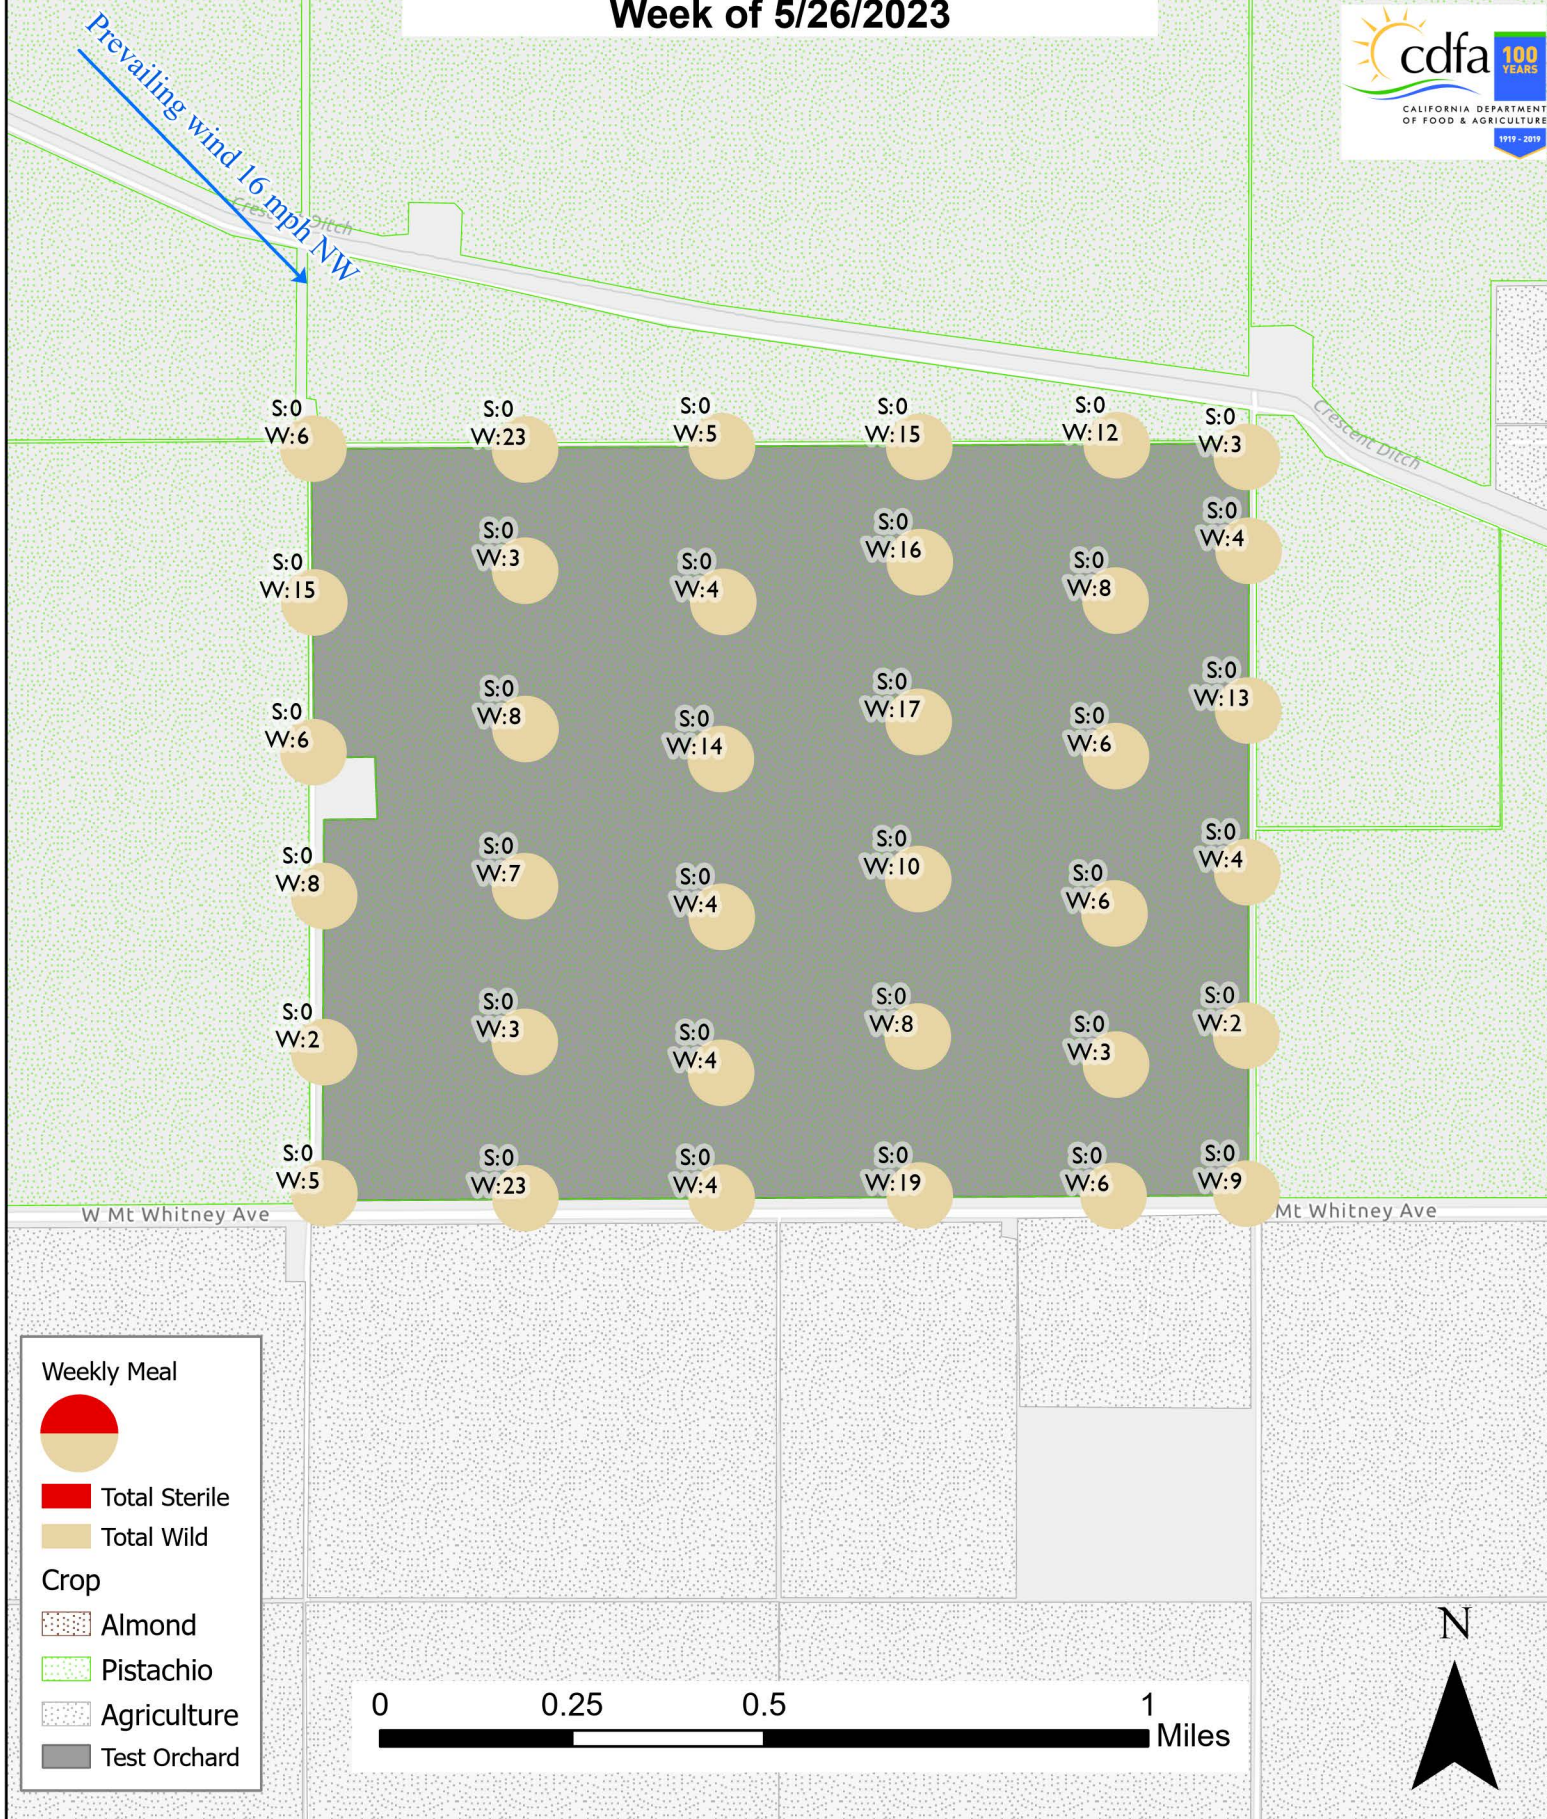 Week of 5/26/2023
Prevailing wind 16 mph NW
cdfa
100
YEARS
CALIFORNIA DEPARTMENT
OF FOOD & AGRICULTURE
1919 - 2019
Crescent Ditch
Crescent Ditch
S:0
W:6
S:0
W:23
S:0
W:5
S:0
W:15
S:0
W:12
S:0
W:3
S:0
W:15
S:0
W:3
S:0
W:4
S:0
W:16
S:0
W:8
S:0
W:4
S:0
W:6
S:0
W:8
S:0
W:14
S:0
W:17
S:0
W:6
S:0
W:13
S:0
W:8
S:0
W:7
S:0
W:4
S:0
W:10
S:0
W:6
S:0
W:4
S:0
W:2
S:0
W:3
S:0
W:4
S:0
W:8
S:0
W:3
S:0
W:2
S:0
W:5
S:0
W:23
S:0
W:4
S:0
W:19
S:0
W:6
S:0
W:9
W Mt Whitney Ave
Mt Whitney Ave
Weekly Meal
Total Sterile
Total Wild
Crop
Almond
Pistachio
Agriculture
Test Orchard
0 0.25 0.5 1
Miles
N